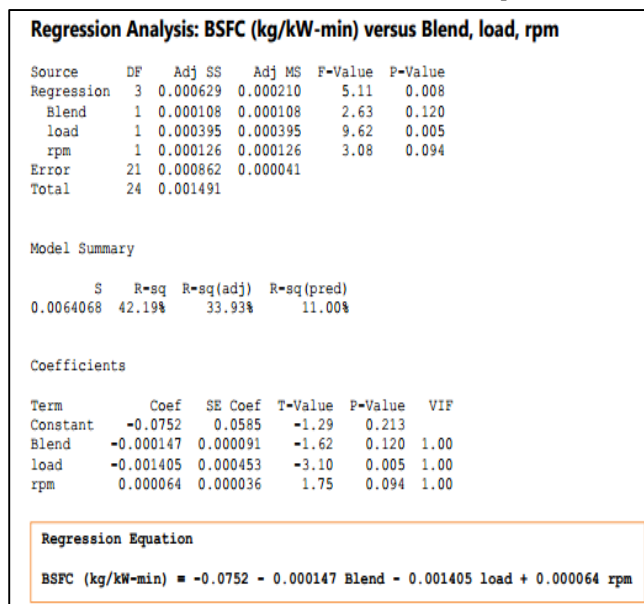 Regression Analysis: BSFC (kg/kW-min) versus Blend, load, rpm
Source DF Adj SS Adj MS F-Value P-Value
Regression 3 0.000629 0.000210 5.11 0.008
Blend 1 0.000108 0.000108 2.63 0.120
load 1 0.000395 0.000395 9.62 0.005
rpm 1 0.000126 0.000126 3.08 0.094
Error 21 0.000862 0.000041
Total 24 0.001491
Model Summary
S R-sq R-sq(adj) R-sq(pred)
0.0064068 42.19% 33.93% 11.00%
Coefficients
Term Coef SE Coef T-Value P-Value VIF
Constant -0.0752 0.0585 -1.29 0.213
Blend -0.000147 0.000091 -1.62 0.120 1.00
load -0.001405 0.000453 -3.10 0.005 1.00
rpm 0.000064 0.000036 1.75 0.094 1.00
Regression Equation
BSFC (kg/kW-min) = -0.0752 - 0.000147 Blend - 0.001405 load + 0.000064 rpm